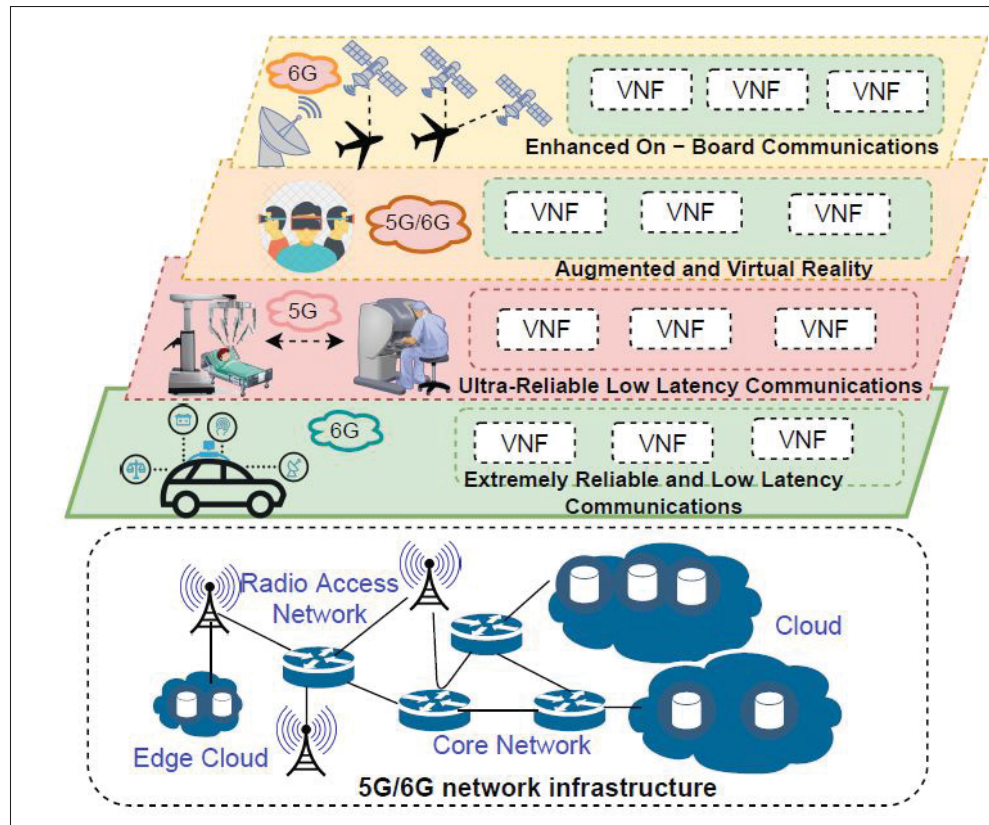 6G
VNF VNF VNF
Enhanced On – Board Communications
5G/6G
VNF VNF VNF
Augmented and Virtual Reality
5G
VNF VNF VNF
Ultra-Reliable Low Latency Communications
6G
VNF VNF VNF
Extremely Reliable and Low Latency
Communications
Radio Access
Network
Cloud
Edge Cloud
Core Network
5G/6G network infrastructure